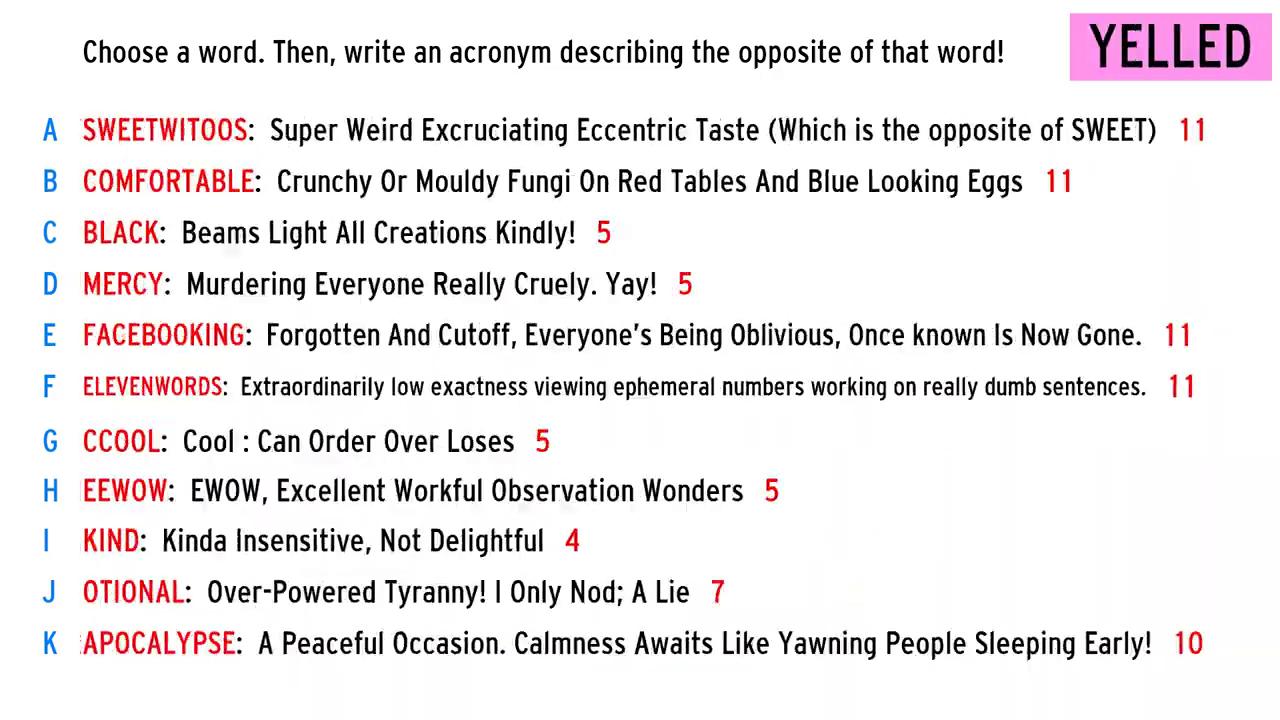 Choose a word. Then, write an acronym describing the opposite of that word!
YELLED
A SWEETWITOOS: Super Weird Excruciating Eccentric Taste (Which is the opposite of SWEET) 11
B COMFORTABLE: Crunchy Or Mouldy Fungi On Red Tables And Blue Looking Eggs 11
C BLACK: Beams Light All Creations Kindly! 5
D MERCY: Murdering Everyone Really Cruely. Yay! 5
E FACEBOOKING: Forgotten And Cutoff, Everyone's Being Oblivious, Once known Is Now Gone. 11
F ELEVENWORDS: Extraordinarily low exactness viewing ephemeral numbers working on really dumb sentences. 11
G CCOOL: Cool : Can Order Over Loses 5
H EEWOW: EWOW, Excellent Workful Observation Wonders 5
I KIND: Kinda Insensitive, Not Delightful 4
J OTIONAL: Over-Powered Tyranny! I Only Nod; A Lie 7
K APOCALYPSE: A Peaceful Occasion. Calmness Awaits Like Yawning People Sleeping Early! 10